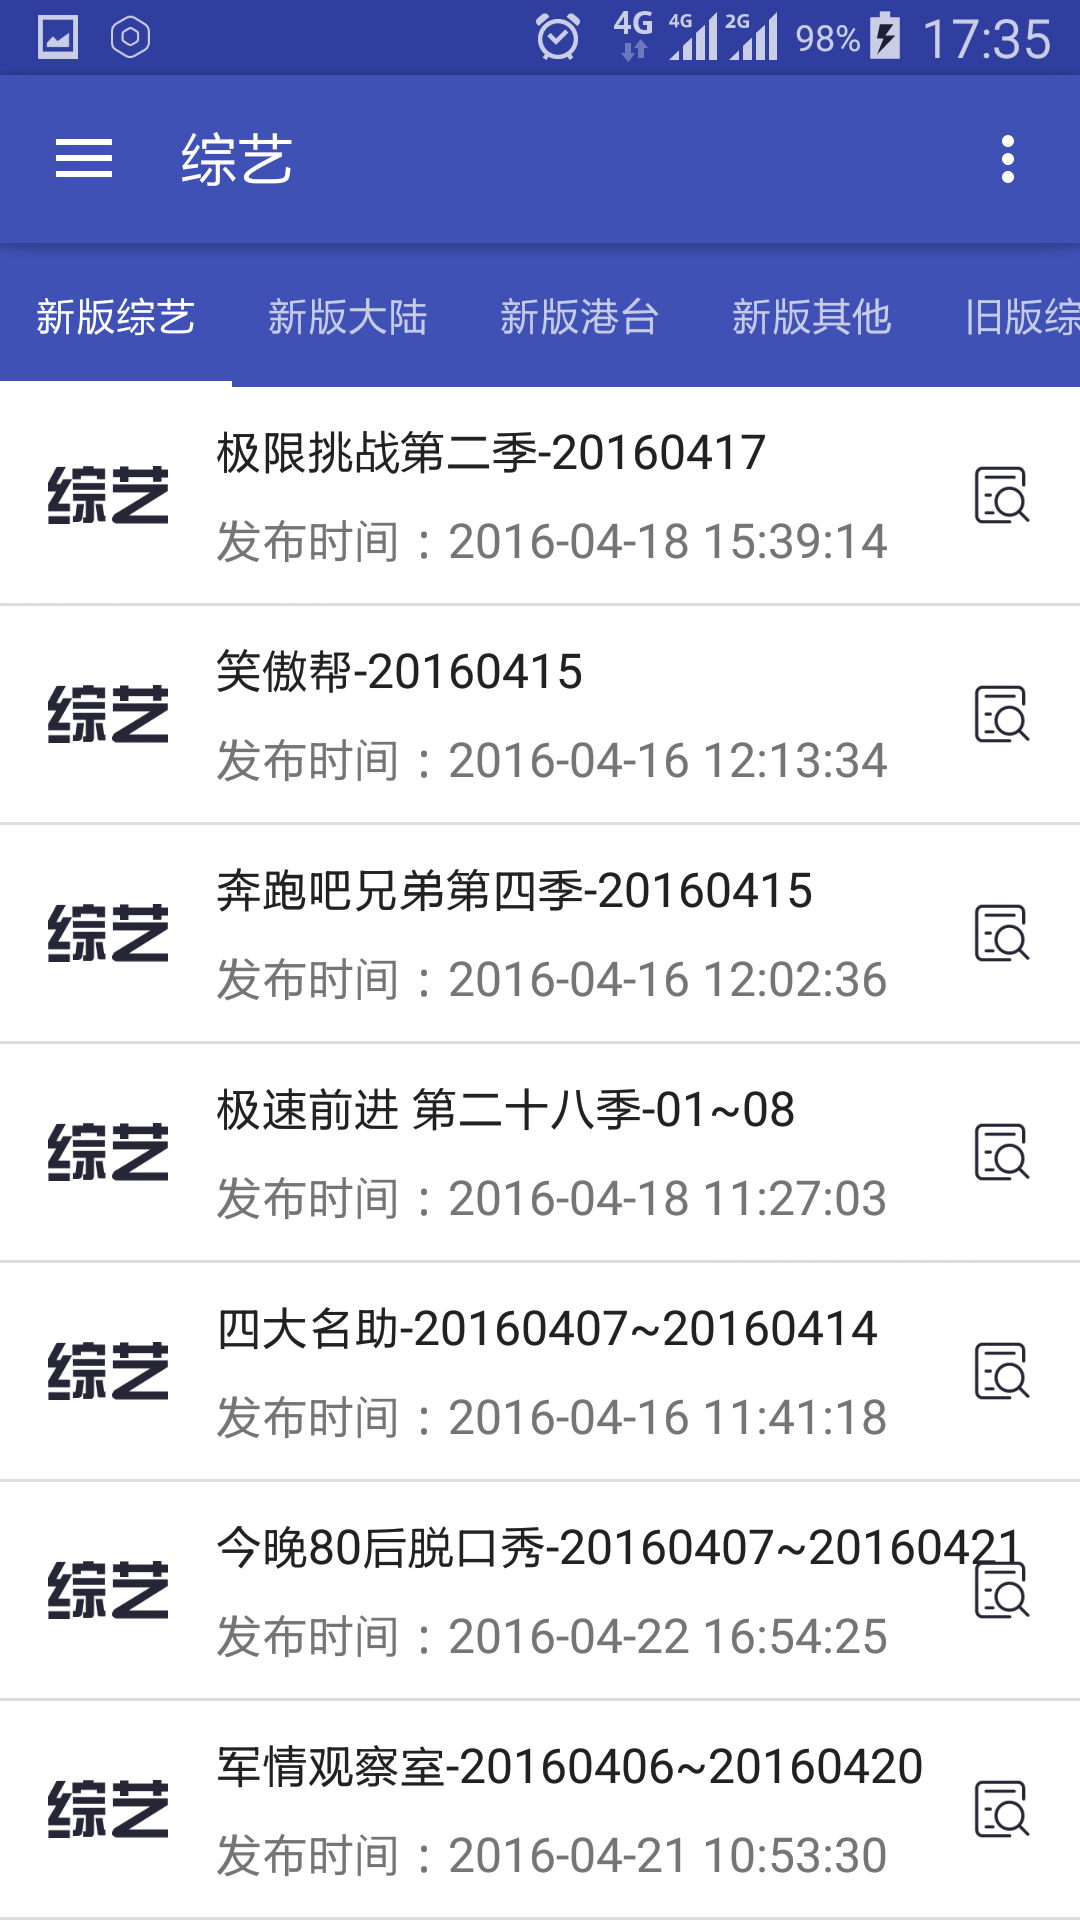 4G 4G 2G 98% 17:35
综艺
新版综艺 新版大陆 新版港台 新版其他 旧版综
极限挑战第二季-20160417
综艺
发布时间：2016-04-18 15:39:14
笑傲帮-20160415
综艺
发布时间：2016-04-16 12:13:34
奔跑吧兄弟第四季-20160415
综艺
发布时间：2016-04-16 12:02:36
极速前进 第二十八季-01~08
综艺
发布时间：2016-04-18 11:27:03
四大名助-20160407~20160414
综艺
发布时间：2016-04-16 11:41:18
今晚80后脱口秀-20160407~20160421
综艺
发布时间：2016-04-22 16:54:25
军情观察室-20160406~20160420
综艺
发布时间：2016-04-21 10:53:30